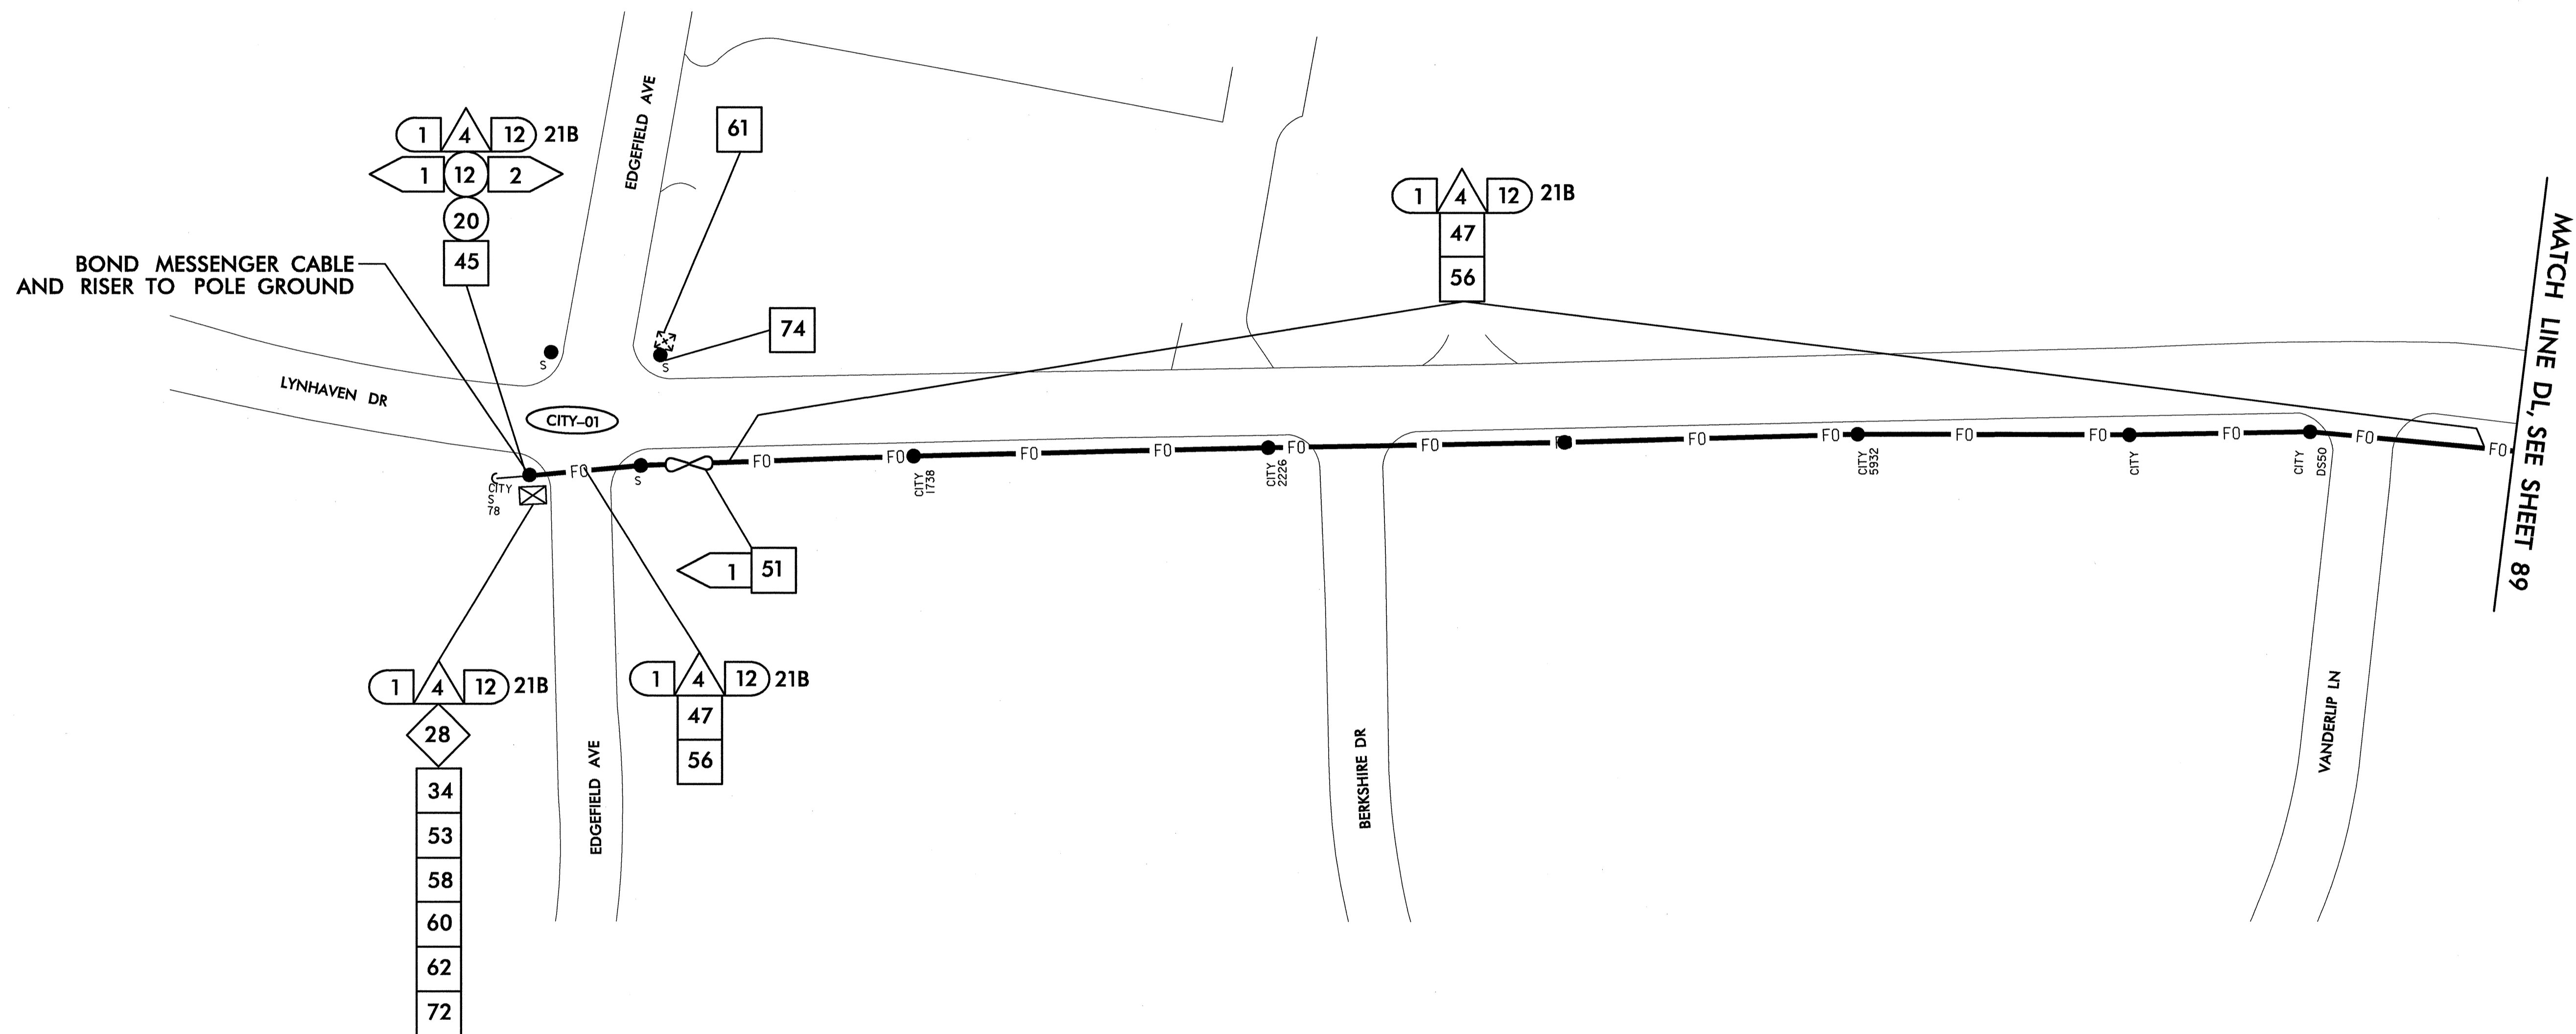 EDGEFIELD AVE
1 4 12 21B
1 12 2
20
45
61
BOND MESSENGER CABLE
AND RISER TO POLE GROUND
74
1 4 12 21B
47
56
MATCH LINE DL, SEE SHEET 89
LYNHAVEN DR
CITY-01
S
S
FO
S
FO
FO
FO
FO
FO
FO
FO
FO
FO
FO
FO
FO
FO
CITY
S
78
CITY
1738
CITY
2226
CITY
5932
CITY
CITY
DS50
1 51
1 4 12 21B
28
34
53
58
60
62
72
1 4 12 21B
47
56
EDGEFIELD AVE
BERKSHIRE DR
VANDERLIP LN